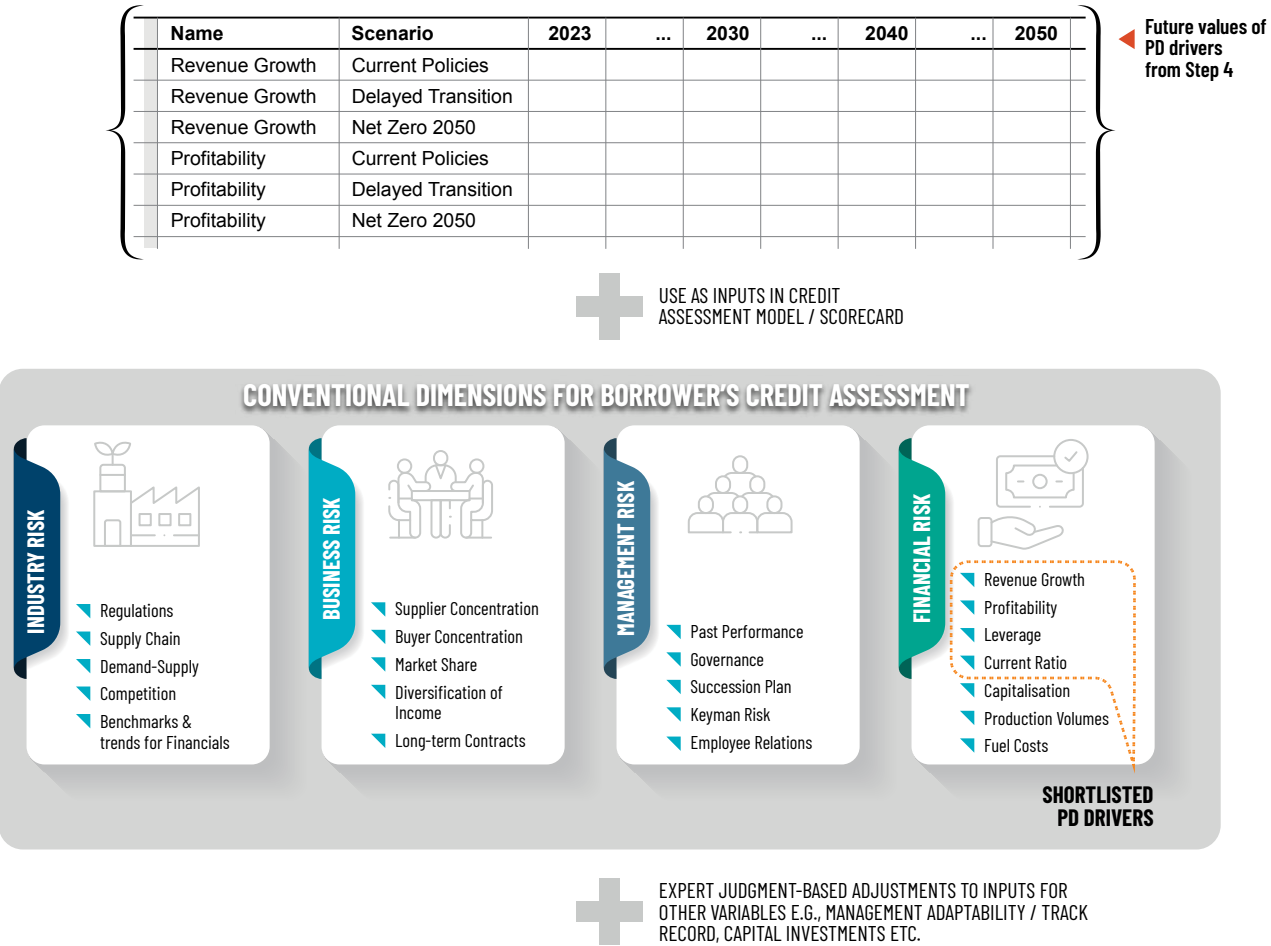 Name Scenario 2023 ... 2030 ... 2040 ... 2050
Revenue Growth Current Policies
Revenue Growth Delayed Transition
Revenue Growth Net Zero 2050
Profitability Current Policies
Profitability Delayed Transition
Profitability Net Zero 2050
Future values of
PD drivers
from Step 4
USE AS INPUTS IN CREDIT
ASSESSMENT MODEL / SCORECARD
CONVENTIONAL DIMENSIONS FOR BORROWER'S CREDIT ASSESSMENT
INDUSTRY RISK
Regulations
Supply Chain
Demand-Supply
Competition
Benchmarks &
trends for Financials
BUSINESS RISK
Supplier Concentration
Buyer Concentration
Market Share
Diversification of
Income
Long-term Contracts
MANAGEMENT RISK
Past Performance
Governance
Succession Plan
Keyman Risk
Employee Relations
FINANCIAL RISK
Revenue Growth
Profitability
Leverage
Current Ratio
Capitalisation
Production Volumes
Fuel Costs
SHORTLISTED
PD DRIVERS
EXPERT JUDGMENT-BASED ADJUSTMENTS TO INPUTS FOR
OTHER VARIABLES E.G., MANAGEMENT ADAPTABILITY / TRACK
RECORD, CAPITAL INVESTMENTS ETC.